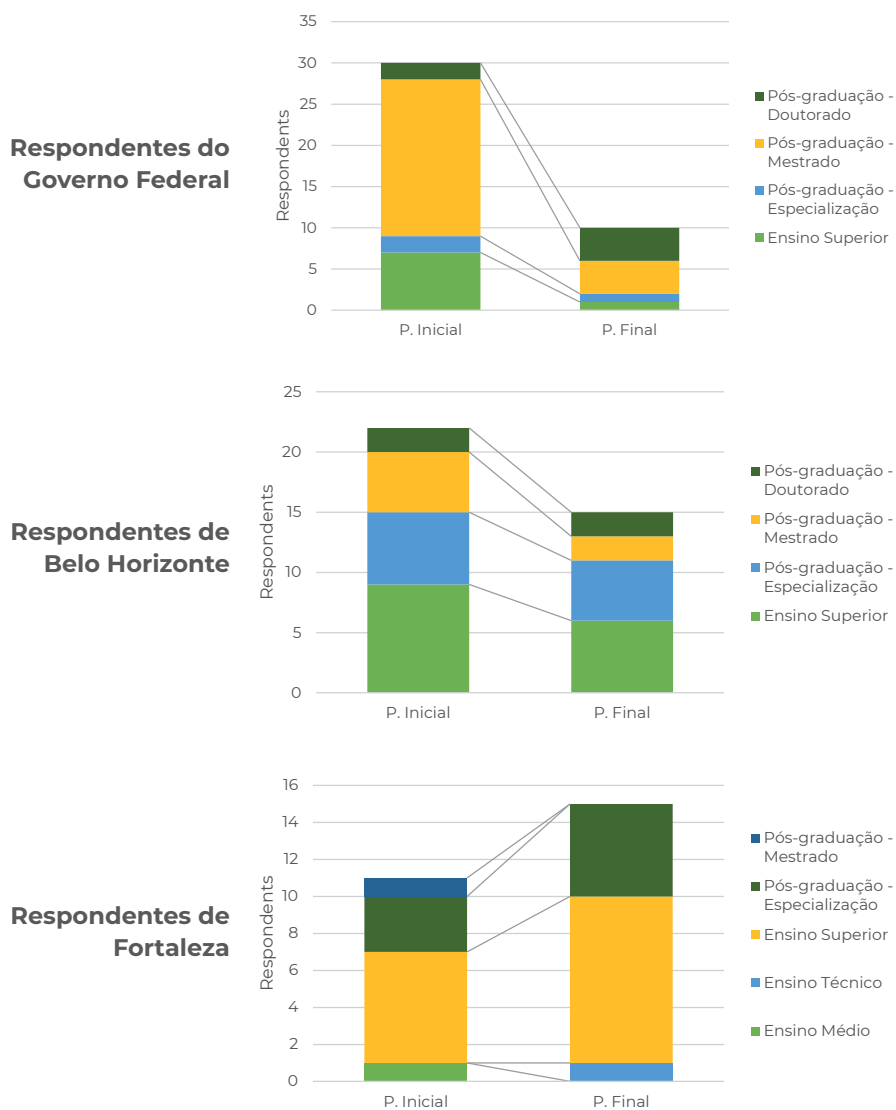 Respondentes do
Governo Federal
Respondents
35
30
25
20
15
10
5
0
P. Inicial
P. Final
Pós-graduação -
Doutorado
Pós-graduação -
Mestrado
Pós-graduação -
Especialização
Ensino Superior
Respondentes de
Belo Horizonte
Respondents
25
20
15
10
5
0
P. Inicial
P. Final
Pós-graduação -
Doutorado
Pós-graduação -
Mestrado
Pós-graduação -
Especialização
Ensino Superior
Respondentes de
Fortaleza
Respondents
16
14
12
10
8
6
4
2
0
P. Inicial
P. Final
Pós-graduação -
Mestrado
Pós-graduação -
Especialização
Ensino Superior
Ensino Técnico
Ensino Médio